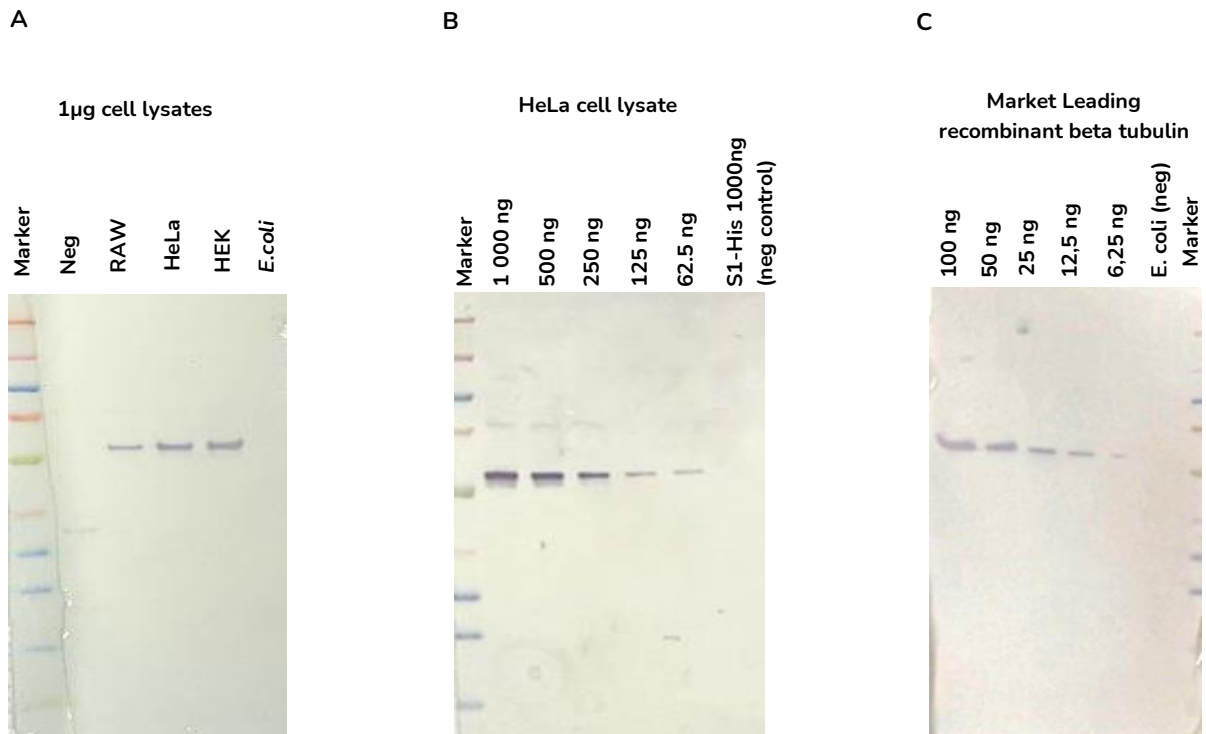 A
1µg cell lysates
Marker
Neg
RAW
HeLa
HEK
E.coli
B
HeLa cell lysate
Marker
1 000 ng
500 ng
250 ng
125 ng
62.5 ng
S1-His 1000ng
(neg control)
C
Market Leading
recombinant beta tubulin
100 ng
50 ng
25 ng
12,5 ng
6,25 ng
E. coli (neg)
Marker